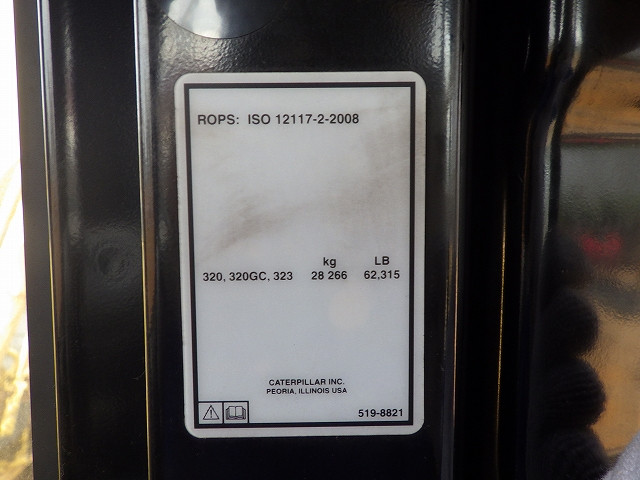 ROPS: ISO 12117-2-2008
kg LB
320, 320GC, 323 28 266 62,315
CATERPILLAR INC.
PEORIA, ILLINOIS USA
519-8821